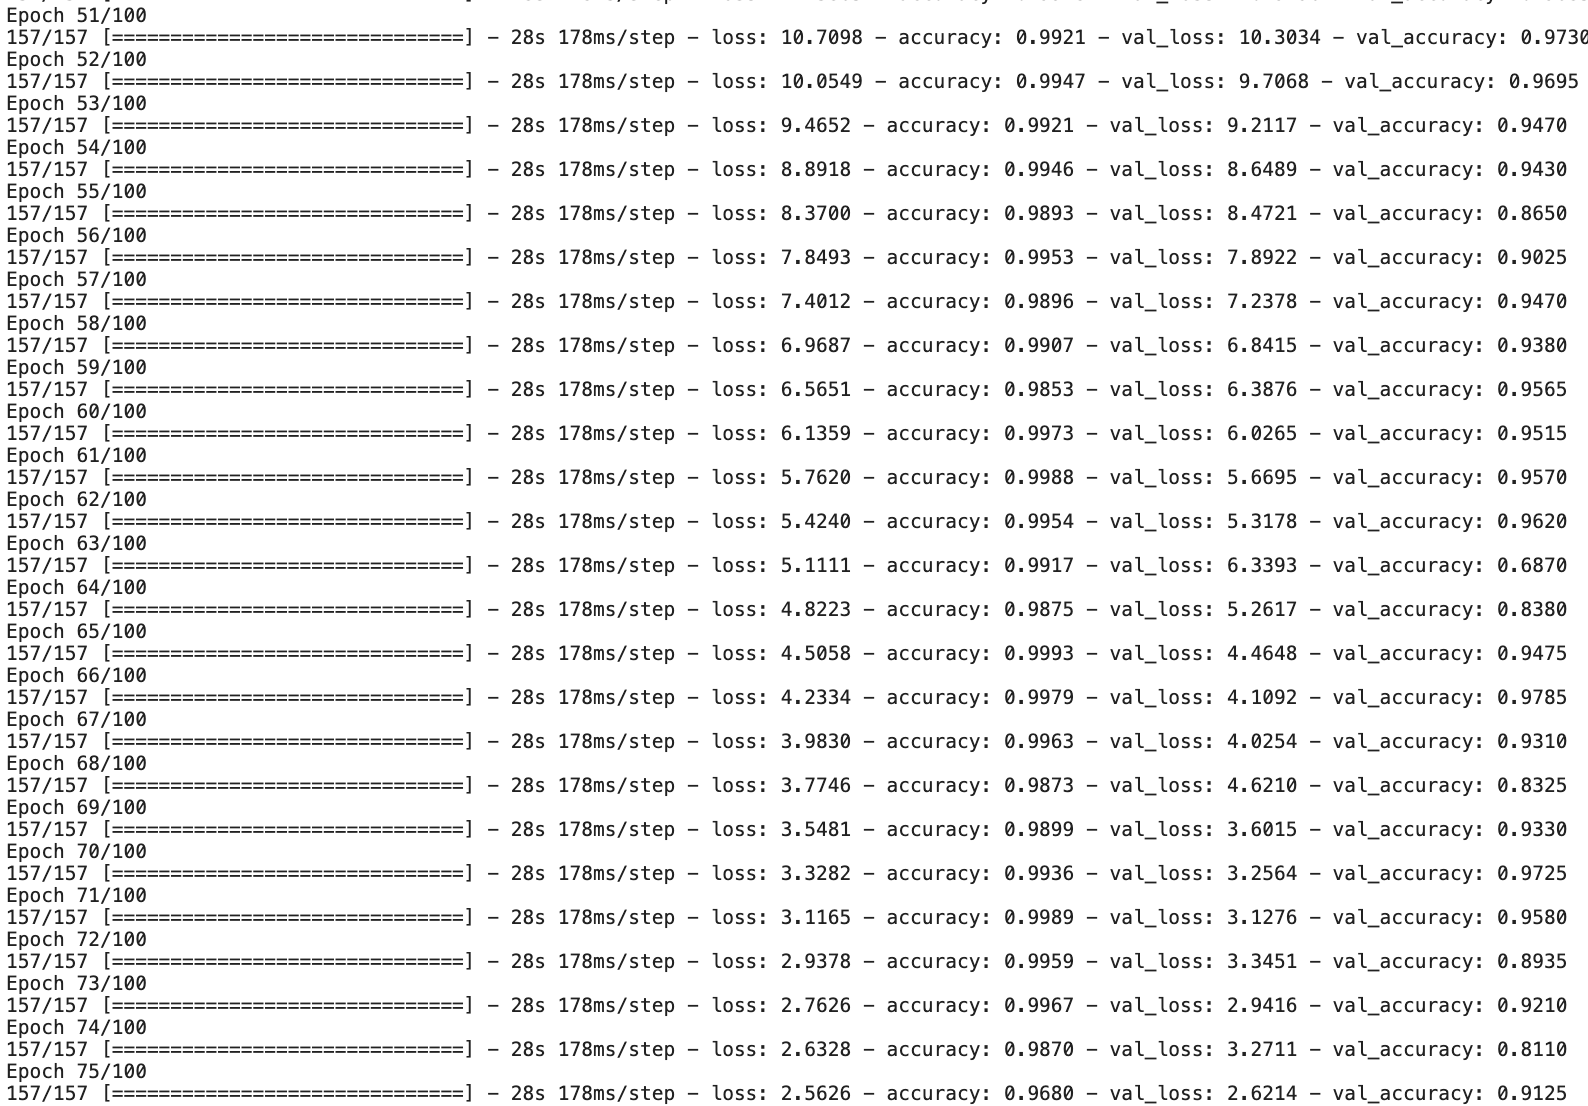 Epoch 51/100
157/157 [==============================] - 28s 178ms/step - loss: 10.7098 - accuracy: 0.9921 - val_loss: 10.3034 - val_accuracy: 0.9730
Epoch 52/100
157/157 [==============================] - 28s 178ms/step - loss: 10.0549 - accuracy: 0.9947 - val_loss: 9.7068 - val_accuracy: 0.9695
Epoch 53/100
157/157 [==============================] - 28s 178ms/step - loss: 9.4652 - accuracy: 0.9921 - val_loss: 9.2117 - val_accuracy: 0.9470
Epoch 54/100
157/157 [==============================] - 28s 178ms/step - loss: 8.8918 - accuracy: 0.9946 - val_loss: 8.6489 - val_accuracy: 0.9430
Epoch 55/100
157/157 [==============================] - 28s 178ms/step - loss: 8.3700 - accuracy: 0.9893 - val_loss: 8.4721 - val_accuracy: 0.8650
Epoch 56/100
157/157 [==============================] - 28s 178ms/step - loss: 7.8493 - accuracy: 0.9953 - val_loss: 7.8922 - val_accuracy: 0.9025
Epoch 57/100
157/157 [==============================] - 28s 178ms/step - loss: 7.4012 - accuracy: 0.9896 - val_loss: 7.2378 - val_accuracy: 0.9470
Epoch 58/100
157/157 [==============================] - 28s 178ms/step - loss: 6.9687 - accuracy: 0.9907 - val_loss: 6.8415 - val_accuracy: 0.9380
Epoch 59/100
157/157 [==============================] - 28s 178ms/step - loss: 6.5651 - accuracy: 0.9853 - val_loss: 6.3876 - val_accuracy: 0.9565
Epoch 60/100
157/157 [==============================] - 28s 178ms/step - loss: 6.1359 - accuracy: 0.9973 - val_loss: 6.0265 - val_accuracy: 0.9515
Epoch 61/100
157/157 [==============================] - 28s 178ms/step - loss: 5.7620 - accuracy: 0.9988 - val_loss: 5.6695 - val_accuracy: 0.9570
Epoch 62/100
157/157 [==============================] - 28s 178ms/step - loss: 5.4240 - accuracy: 0.9954 - val_loss: 5.3178 - val_accuracy: 0.9620
Epoch 63/100
157/157 [==============================] - 28s 178ms/step - loss: 5.1111 - accuracy: 0.9917 - val_loss: 6.3393 - val_accuracy: 0.6870
Epoch 64/100
157/157 [==============================] - 28s 178ms/step - loss: 4.8223 - accuracy: 0.9875 - val_loss: 5.2617 - val_accuracy: 0.8380
Epoch 65/100
157/157 [==============================] - 28s 178ms/step - loss: 4.5058 - accuracy: 0.9993 - val_loss: 4.4648 - val_accuracy: 0.9475
Epoch 66/100
157/157 [==============================] - 28s 178ms/step - loss: 4.2334 - accuracy: 0.9979 - val_loss: 4.1092 - val_accuracy: 0.9785
Epoch 67/100
157/157 [==============================] - 28s 178ms/step - loss: 3.9830 - accuracy: 0.9963 - val_loss: 4.0254 - val_accuracy: 0.9310
Epoch 68/100
157/157 [==============================] - 28s 178ms/step - loss: 3.7746 - accuracy: 0.9873 - val_loss: 4.6210 - val_accuracy: 0.8325
Epoch 69/100
157/157 [==============================] - 28s 178ms/step - loss: 3.5481 - accuracy: 0.9899 - val_loss: 3.6015 - val_accuracy: 0.9330
Epoch 70/100
157/157 [==============================] - 28s 178ms/step - loss: 3.3282 - accuracy: 0.9936 - val_loss: 3.2564 - val_accuracy: 0.9725
Epoch 71/100
157/157 [==============================] - 28s 178ms/step - loss: 3.1165 - accuracy: 0.9989 - val_loss: 3.1276 - val_accuracy: 0.9580
Epoch 72/100
157/157 [==============================] - 28s 178ms/step - loss: 2.9378 - accuracy: 0.9959 - val_loss: 3.3451 - val_accuracy: 0.8935
Epoch 73/100
157/157 [==============================] - 28s 178ms/step - loss: 2.7626 - accuracy: 0.9967 - val_loss: 2.9416 - val_accuracy: 0.9210
Epoch 74/100
157/157 [==============================] - 28s 178ms/step - loss: 2.6328 - accuracy: 0.9870 - val_loss: 3.2711 - val_accuracy: 0.8110
Epoch 75/100
157/157 [==============================] - 28s 178ms/step - loss: 2.5626 - accuracy: 0.9680 - val_loss: 2.6214 - val_accuracy: 0.9125